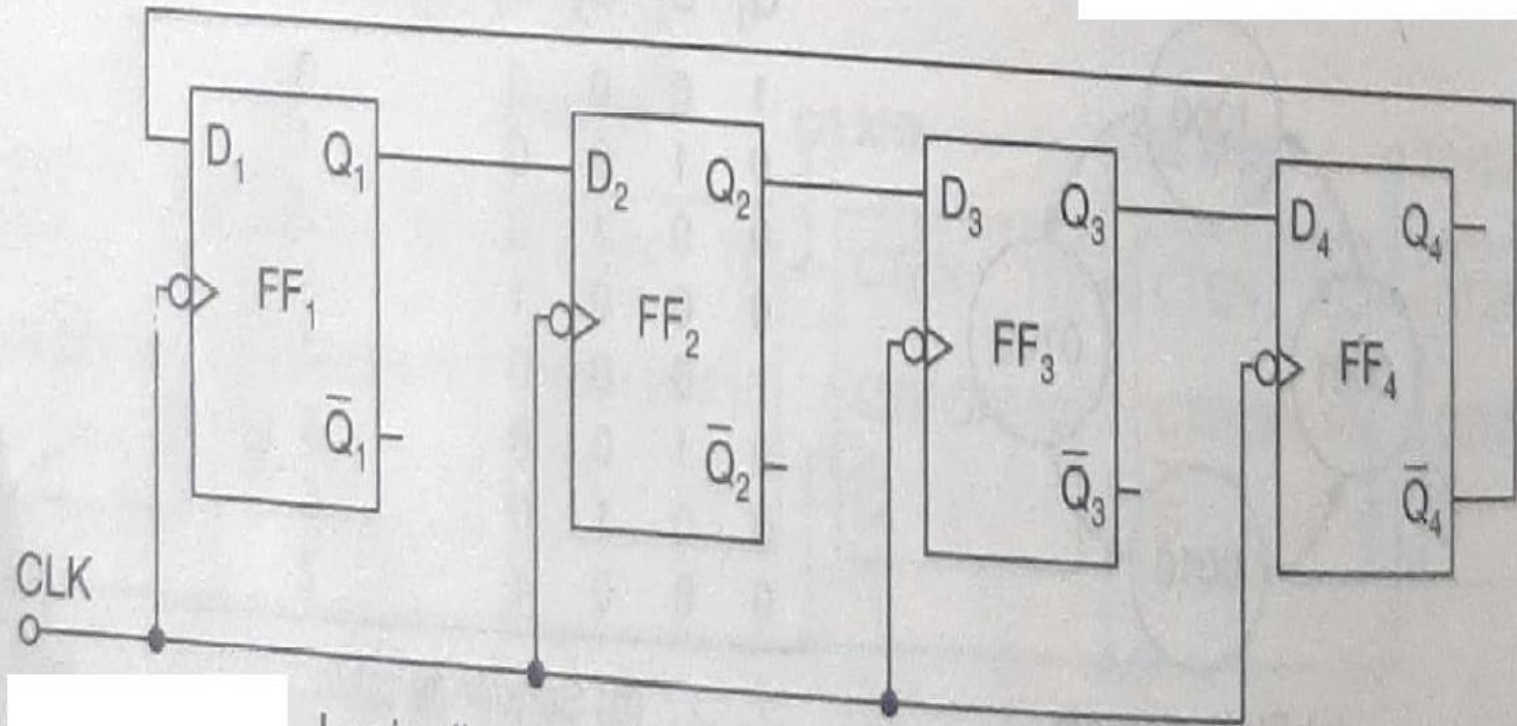 D₁ Q₁
D₂ Q₂
D₃ Q₃
D₄ Q₄
FF₁
FF₂
FF₃
FF₄
Q̄₁
Q̄₂
Q̄₃
Q̄₄
CLK